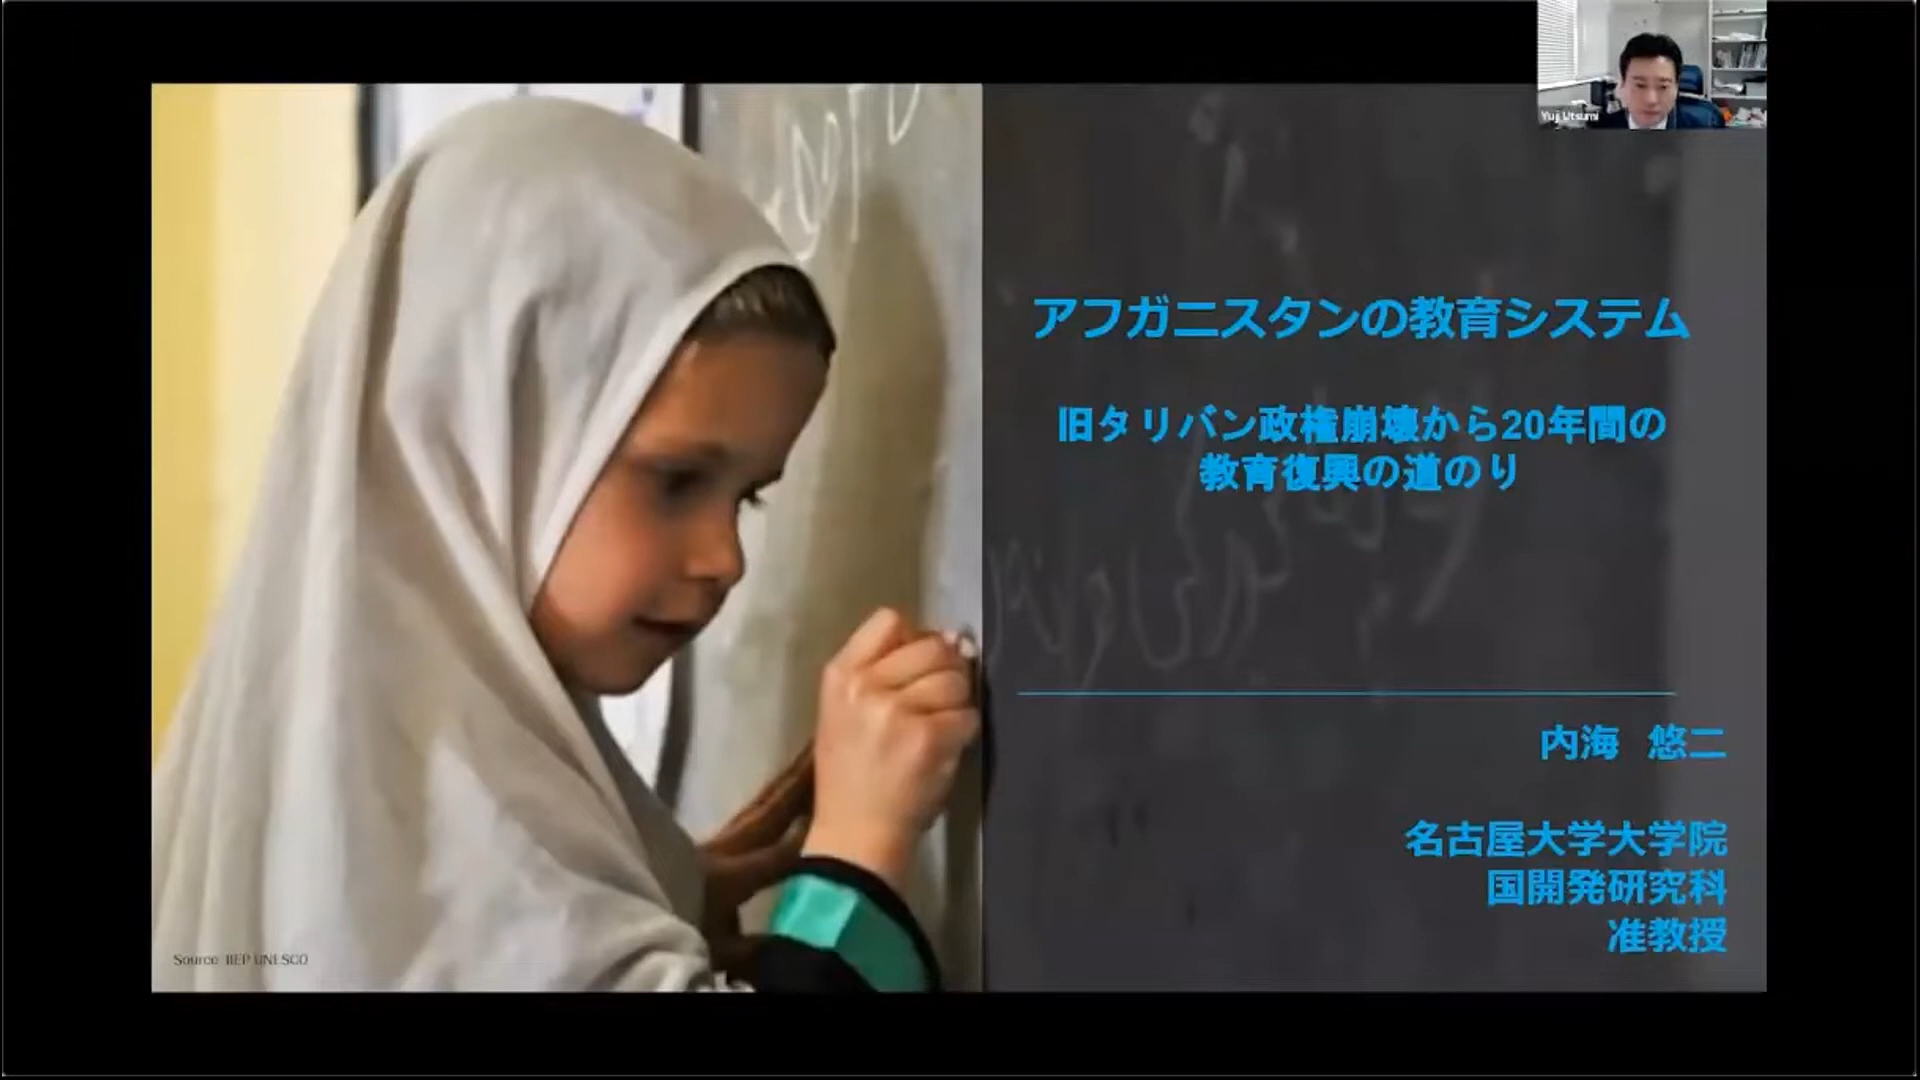 Yuji Utsumi
アフガニスタンの教育システム
旧タリバン政権崩壊から20年間の
教育復興の道のり
内海 悠二
名古屋大学大学院
国開発研究科
准教授
Source: IIEP UNESCO